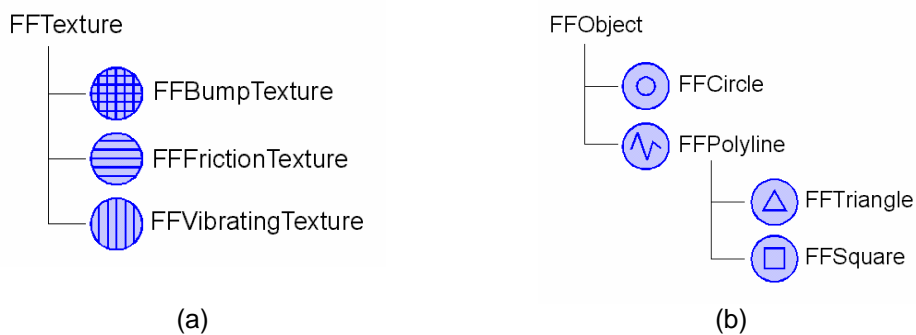 FFTexture
FFBumpTexture
FFFrictionTexture
FFVibratingTexture
(a)
FFObject
FFCircle
FFPolyline
FFTriangle
FFSquare
(b)